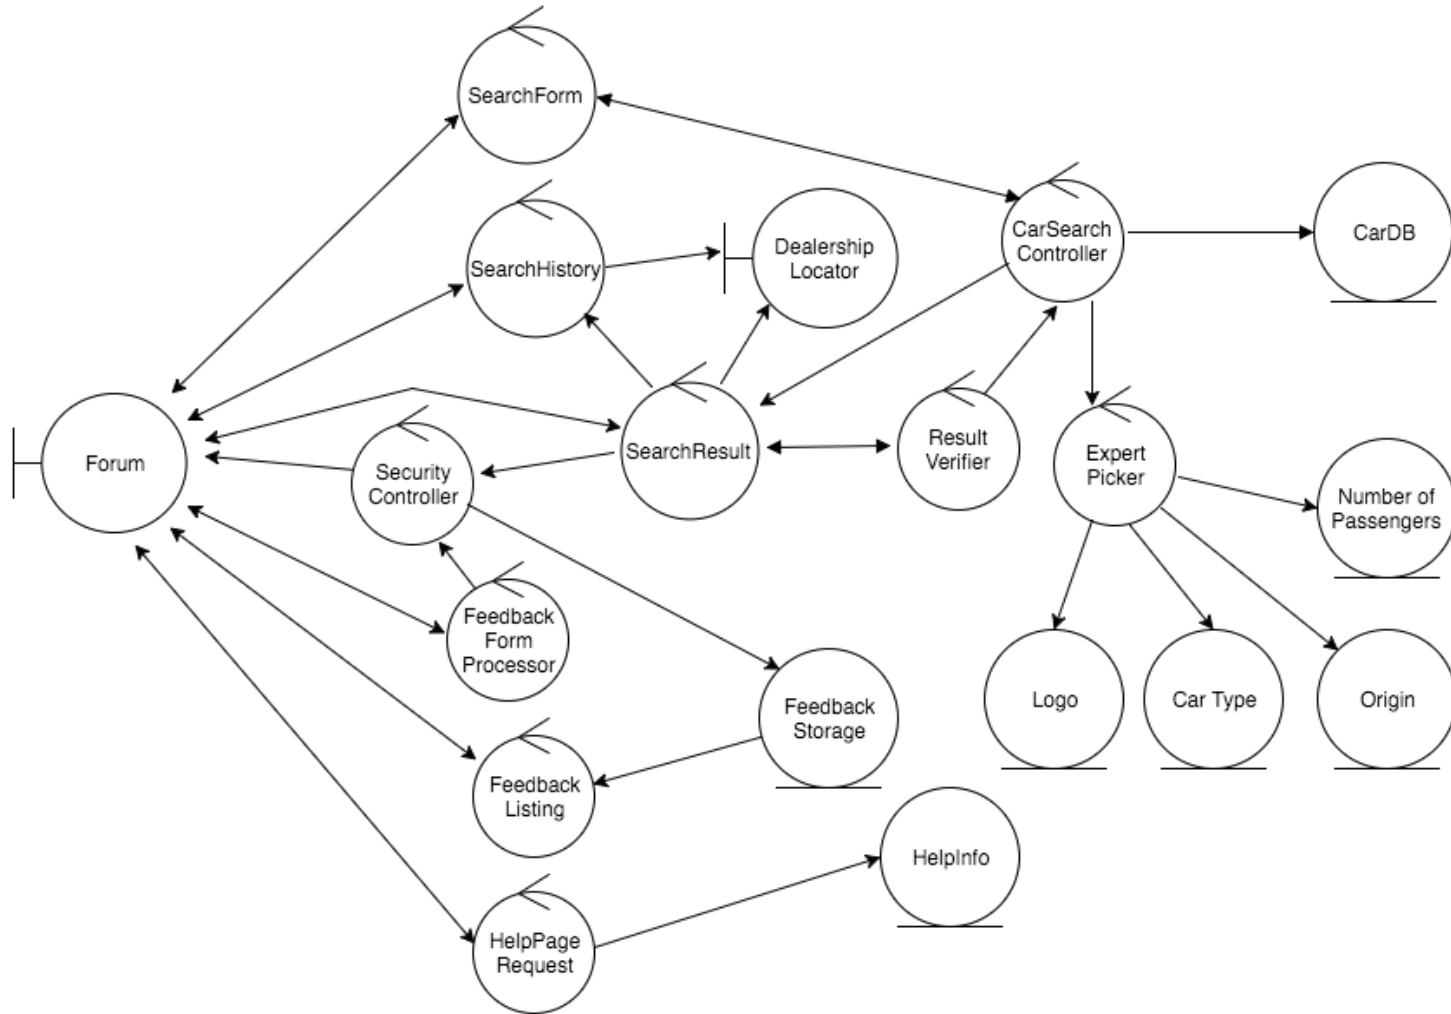 SearchForm
SearchHistory
Dealership
Locator
CarSearch
Controller
CarDB
Forum
Security
Controller
SearchResult
Result
Verifier
Expert
Picker
Number of
Passengers
Feedback
Form
Processor
Feedback
Storage
Logo
Car Type
Origin
Feedback
Listing
HelpInfo
HelpPage
Request